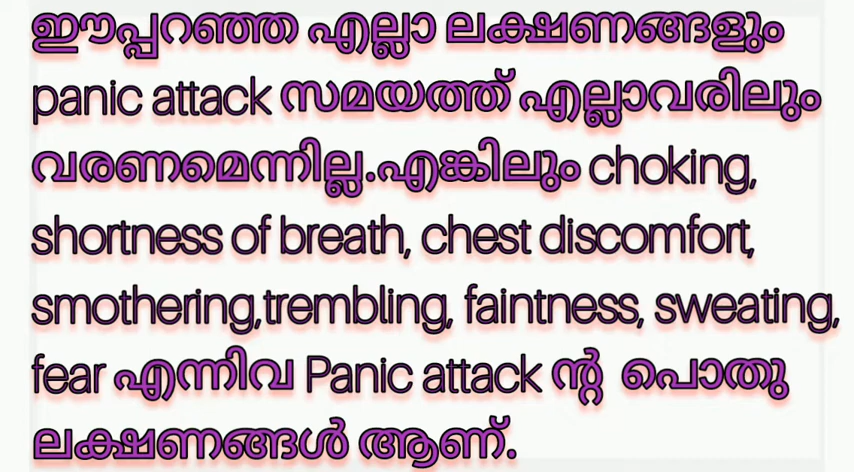 ഈപ്പറഞ്ഞ എല്ലാ ലക്ഷണങ്ങളും
panic attack സമയത്ത് എല്ലാവരിലും
വരണമെന്നില്ല.എങ്കിലും choking,
shortness of breath, chest discomfort,
smothering,trembling, faintness, sweating,
fear എന്നിവ Panic attack ന്റ പൊതു
ലക്ഷണങ്ങൾ ആണ്.